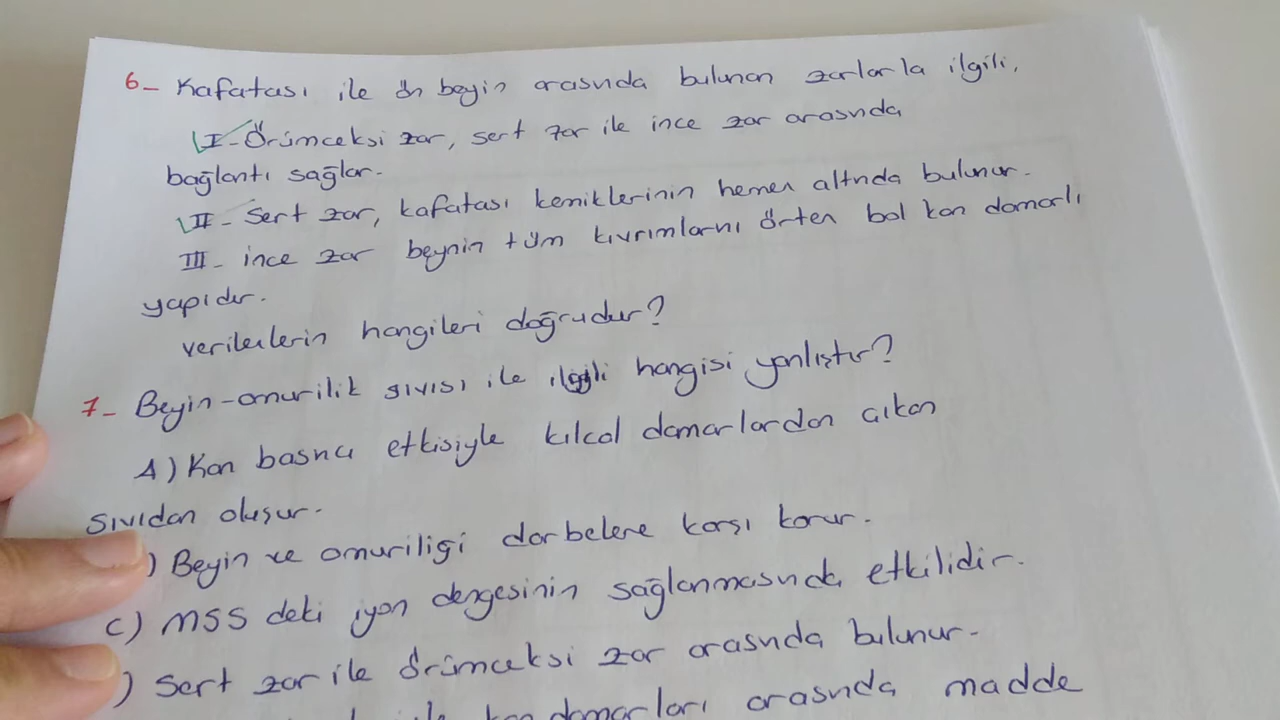 6- Kafatası ile ön beyin arasında bulunan zarlarla ilgili,
I- Örümceksi zar, sert zar ile ince zar arasında
bağlantı sağlar.
II- Sert zar, kafatası kemiklerinin hemen altında bulunur.
III- ince zar beynin tüm kıvrımlarını örten bol kan damarlı
yapıdır.
verilenlerin hangileri doğrudur?
7- Beyin-omurilik sıvısı ile ilgili hangisi yanlıştır?
A) Kan basıncı etkisiyle kılcal damarlardan çıkan
sıvıdan oluşur.
) Beyin ve omuriliği darbelere karşı korur.
C) MSS deki iyon dengesinin sağlanmasında etkilidir.
) Sert zar ile örümceksi zar arasında bulunur.
kan damarları arasında madde